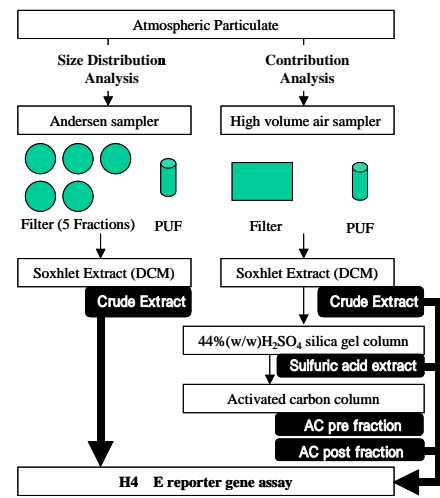 Atmospheric Particulate
Size Distribution
Analysis
Contribution
Analysis
Andersen sampler
High volume air sampler
Filter (5 Fractions)
PUF
Filter
PUF
Soxhlet Extract (DCM)
Soxhlet Extract (DCM)
Crude Extract
Crude Extract
44%(w/w)H₂SO₄ silica gel column
Sulfuric acid extract
Activated carbon column
AC pre fraction
AC post fraction
H4 E reporter gene assay